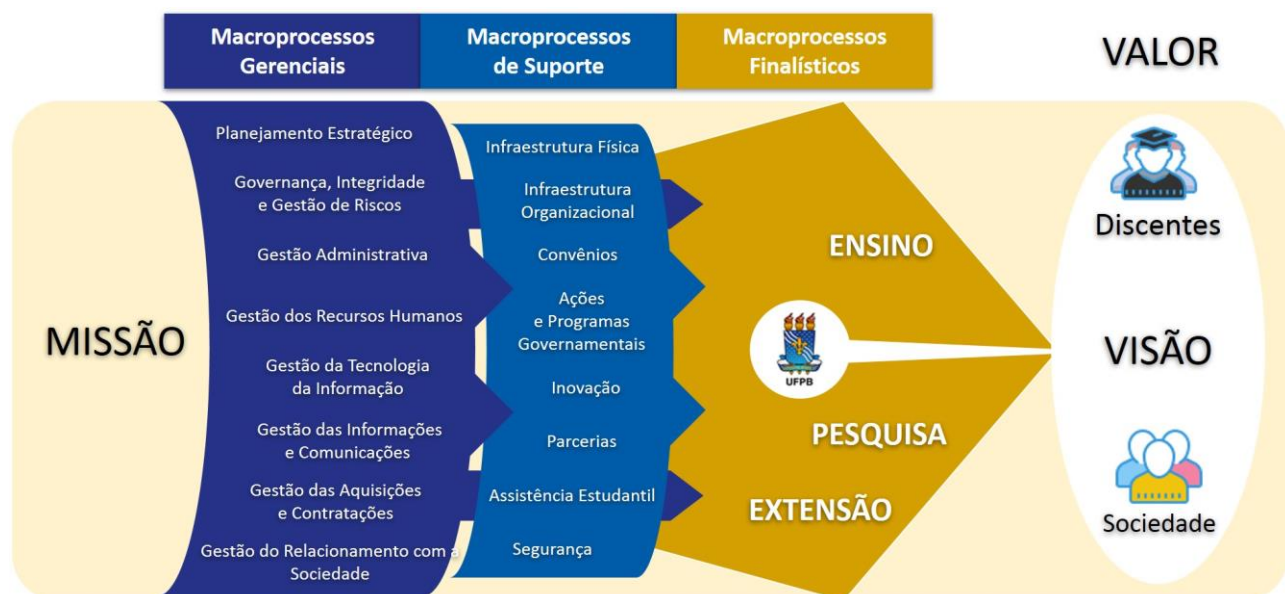 Macroprocessos
Gerenciais
Macroprocessos
de Suporte
Macroprocessos
Finalísticos
VALOR
MISSÃO
Planejamento Estratégico
Governança, Integridade
e Gestão de Riscos
Gestão Administrativa
Gestão dos Recursos Humanos
Gestão da Tecnologia
da Informação
Gestão das Informações
e Comunicações
Gestão das Aquisições
e Contratações
Gestão do Relacionamento com a
Sociedade
Infraestrutura Física
Infraestrutura
Organizacional
Convênios
Ações
e Programas
Governamentais
Inovação
Parcerias
Assistência Estudantil
Segurança
ENSINO
UFPB
PESQUISA
EXTENSÃO
Discentes
VISÃO
Sociedade